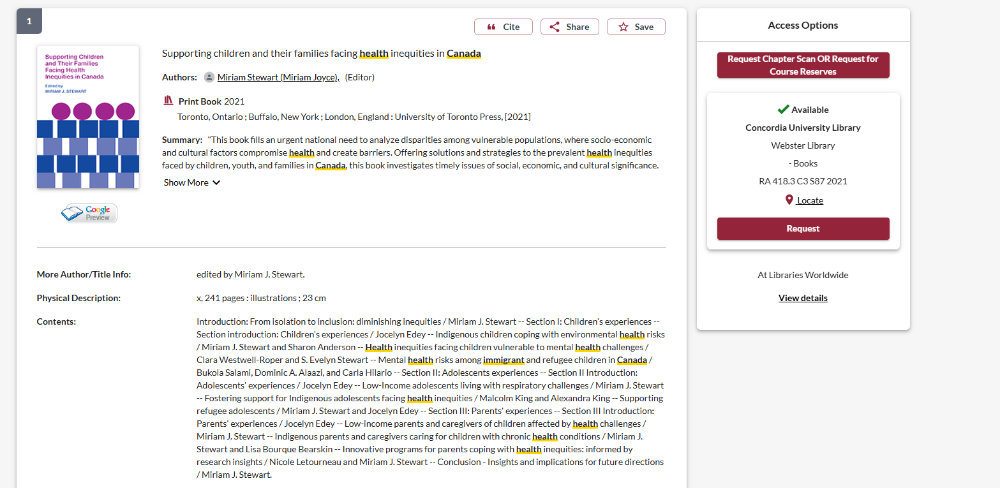 1
Cite
Share
Save
Supporting Children
and Their Families
Facing Health
Inequities in Canada
Edited by
MIRIAM J. STEWART
Google
Preview
Supporting children and their families facing health inequities in Canada
Authors: Miriam Stewart (Miriam Joyce), (Editor)
Print Book 2021
Toronto, Ontario ; Buffalo, New York ; London, England : University of Toronto Press, [2021]
Summary: "This book fills an urgent national need to analyze disparities among vulnerable populations, where socio-economic
and cultural factors compromise health and create barriers. Offering solutions and strategies to the prevalent health inequities
faced by children, youth, and families in Canada, this book investigates timely issues of social, economic, and cultural significance.
Show More
More Author/Title Info: edited by Miriam J. Stewart.
Physical Description: x, 241 pages : illustrations ; 23 cm
Contents: Introduction: From isolation to inclusion: diminishing inequities / Miriam J. Stewart -- Section I: Children's experiences --
Section introduction: Children's experiences / Jocelyn Edey -- Indigenous children coping with environmental health risks
/ Miriam J. Stewart and Sharon Anderson -- Health inequities facing children vulnerable to mental health challenges /
Clara Westwell-Roper and S. Evelyn Stewart -- Mental health risks among immigrant and refugee children in Canada /
Bukola Salami, Dominic A. Alaazi, and Carla Hilario -- Section II: Adolescents experiences -- Section II Introduction:
Adolescents' experiences / Jocelyn Edey -- Low-Income adolescents living with respiratory challenges / Miriam J. Stewart
-- Fostering support for Indigenous adolescents facing health inequities / Malcolm King and Alexandra King -- Supporting
refugee adolescents / Miriam J. Stewart and Jocelyn Edey -- Section III: Parents' experiences -- Section III Introduction:
Parents' experiences / Jocelyn Edey -- Low-income parents and caregivers of children affected by health challenges /
Miriam J. Stewart -- Indigenous parents and caregivers caring for children with chronic health conditions / Miriam J.
Stewart and Lisa Bourque Bearskin -- Innovative programs for parents coping with health inequities: informed by
research insights / Nicole Letourneau and Miriam J. Stewart -- Conclusion - Insights and implications for future directions
/ Miriam J. Stewart.
Access Options
Request Chapter Scan OR Request for
Course Reserves
Available
Concordia University Library
Webster Library
- Books
RA 418.3 C3 S87 2021
Locate
Request
At Libraries Worldwide
View details